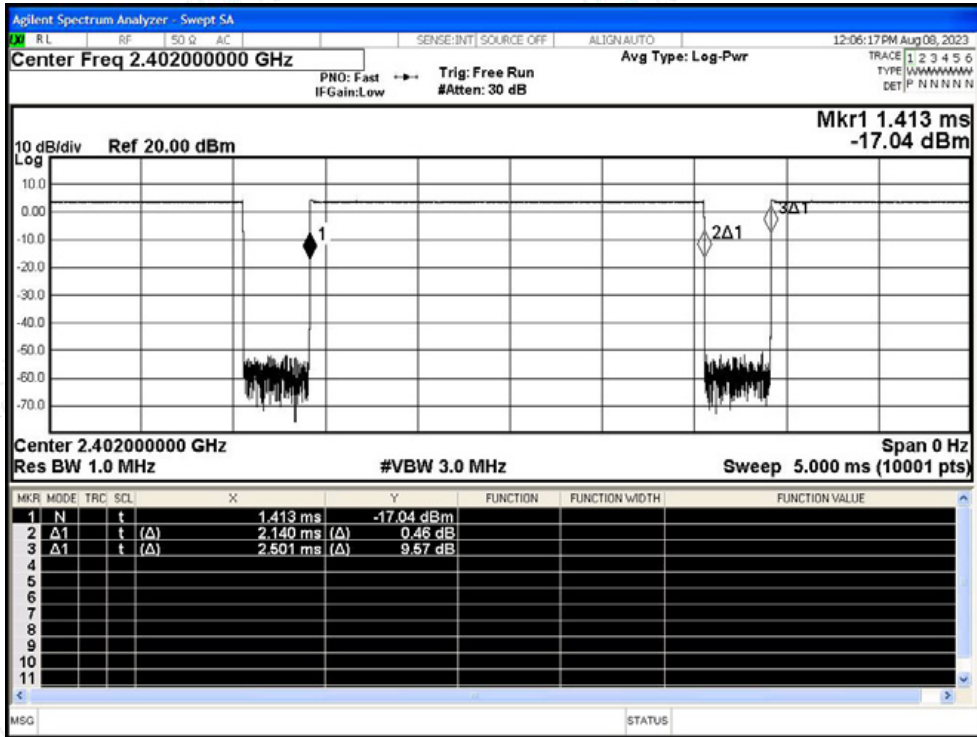 Agilent Spectrum Analyzer - Swept SA
LXI RL RF 50 Ω AC SENSE:INT SOURCE OFF ALIGN AUTO 12:06:17 PM Aug 08, 2023
Center Freq 2.402000000 GHz
PNO: Fast
IFGain:Low
Trig: Free Run
#Atten: 30 dB
Avg Type: Log-Pwr
TRACE 1 2 3 4 5 6
TYPE WWWWWW
DET P N N N N N
Mkr1 1.413 ms
-17.04 dBm
10 dB/div Ref 20.00 dBm
Log
10.0
0.00
-10.0
-20.0
-30.0
-40.0
-50.0
-60.0
-70.0
1
2Δ1
3Δ1
Center 2.402000000 GHz Span 0 Hz
Res BW 1.0 MHz #VBW 3.0 MHz Sweep 5.000 ms (10001 pts)
MKR MODE TRC SCL X Y FUNCTION FUNCTION WIDTH FUNCTION VALUE
1 N t 1.413 ms -17.04 dBm
2 Δ1 t (Δ) 2.140 ms (Δ) 0.46 dB
3 Δ1 t (Δ) 2.501 ms (Δ) 9.57 dB
4
5
6
7
8
9
10
11
MSG STATUS